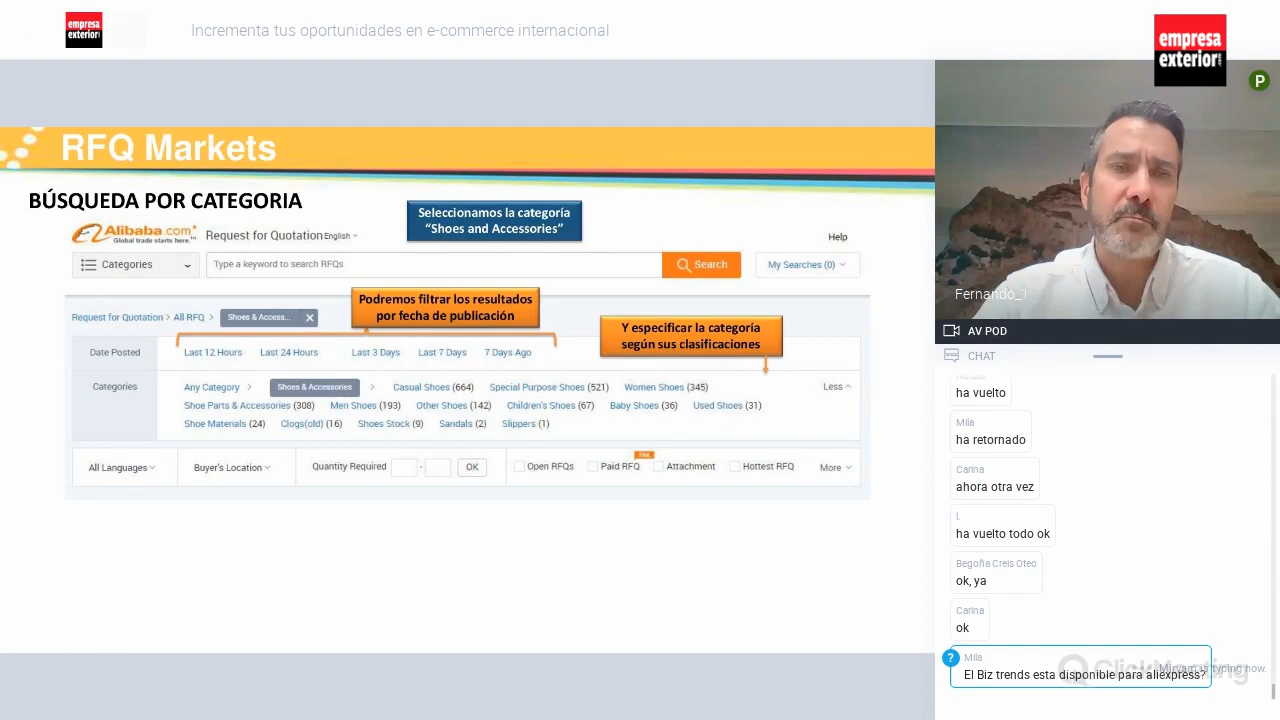 empresa
exterior
Incrementa tus oportunidades en e-commerce internacional
empresa
exterior
.com
P
RFQ Markets
BÚSQUEDA POR CATEGORIA
Seleccionamos la categoría
“Shoes and Accessories”
Alibaba.com
Global trade starts here.™
Request for Quotation
English
Help
Categories
Type a keyword to search RFQs
Search
My Searches (0)
Podremos filtrar los resultados
por fecha de publicación
Y especificar la categoría
según sus clasificaciones
Request for Quotation > All RFQ > Shoes & Access... X
Date Posted
Last 12 Hours Last 24 Hours Last 3 Days Last 7 Days 7 Days Ago
Categories
Any Category > Shoes & Accessories > Casual Shoes (664) Special Purpose Shoes (521) Women Shoes (345)
Less
Shoe Parts & Accessories (308) Men Shoes (193) Other Shoes (142) Children's Shoes (67) Baby Shoes (36) Used Shoes (31)
Shoe Materials (24) Clogs(old) (16) Shoes Stock (9) Sandals (2) Slippers (1)
All Languages Buyer's Location Quantity Required - OK Open RFQs Paid RFQ Hot Attachment Hottest RFQ More
Fernando_1
AV POD
CHAT
ha vuelto
Mila
ha retornado
Carina
ahora otra vez
I.
ha vuelto todo ok
Begoña Creis Oteo
ok, ya
Carina
ok
? Mila
El Biz trends esta disponible para aliexpress?
ClickMeeting
is typing now.